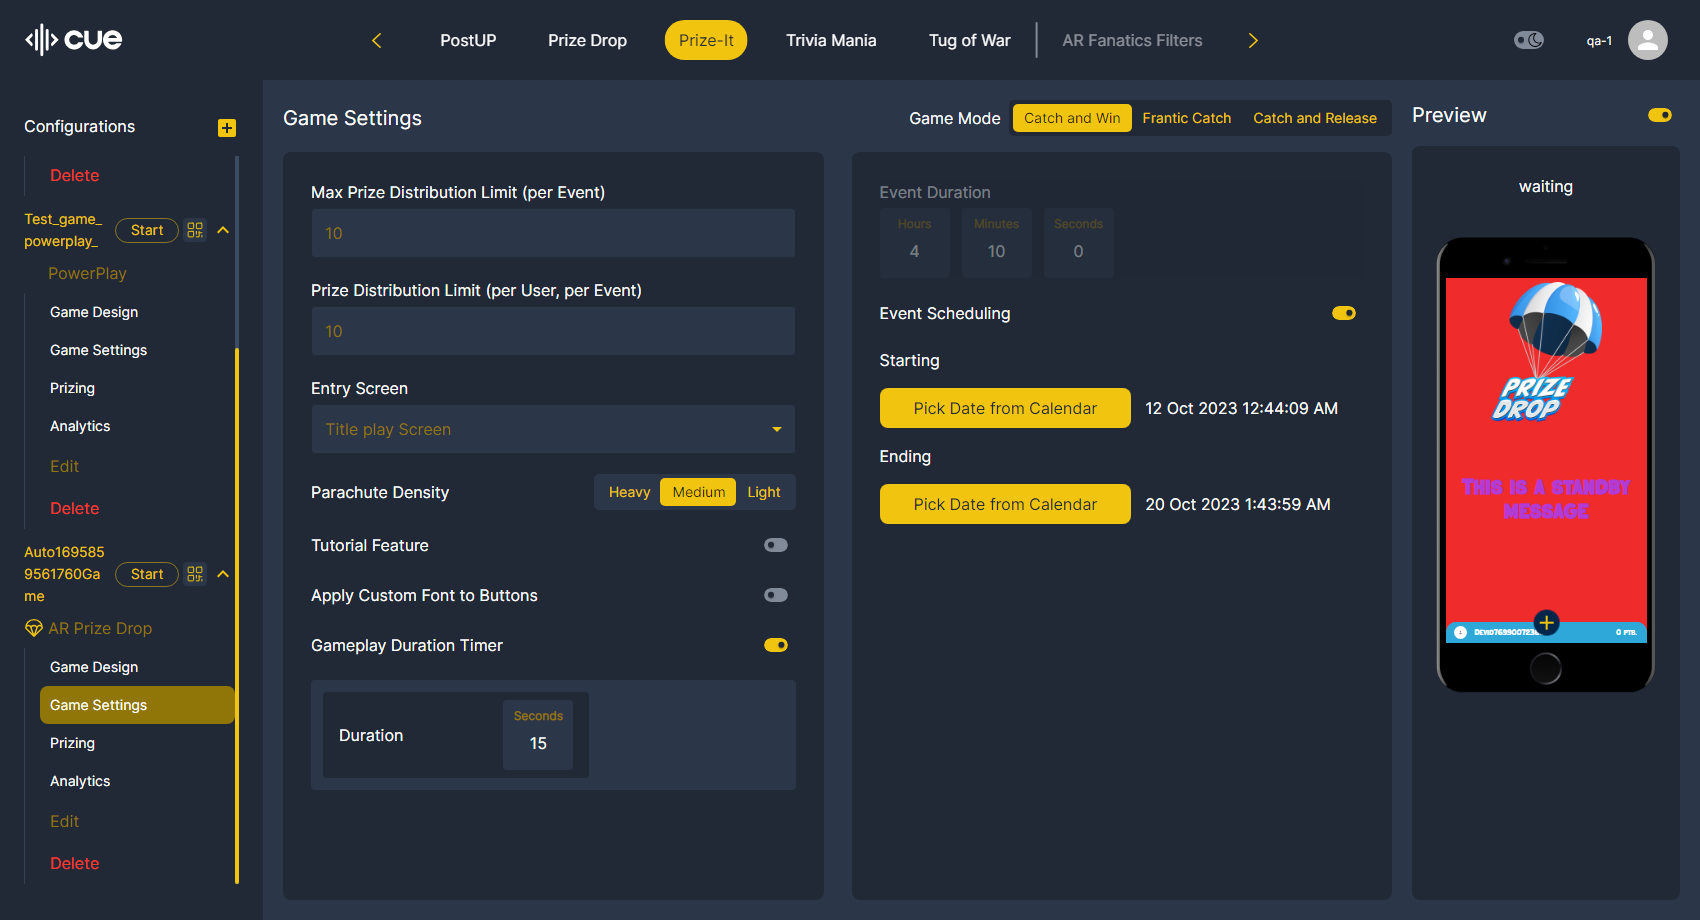 cue
PostUP
Prize Drop
Prize-It
Trivia Mania
Tug of War
AR Fanatics Filters
qa-1
Configurations
Delete
Test_game_
powerplay_
Start
PowerPlay
Game Design
Game Settings
Prizing
Analytics
Edit
Delete
Auto169585
9561760Ga
me
Start
AR Prize Drop
Game Design
Game Settings
Prizing
Analytics
Edit
Delete
Game Settings
Game Mode
Catch and Win
Frantic Catch
Catch and Release
Max Prize Distribution Limit (per Event)
10
Prize Distribution Limit (per User, per Event)
10
Entry Screen
Title play Screen
Parachute Density
Heavy
Medium
Light
Tutorial Feature
Apply Custom Font to Buttons
Gameplay Duration Timer
Duration
Seconds
15
Event Duration
Hours
4
Minutes
10
Seconds
0
Event Scheduling
Starting
Pick Date from Calendar
12 Oct 2023 12:44:09 AM
Ending
Pick Date from Calendar
20 Oct 2023 1:43:59 AM
Preview
waiting
PRIZE
DROP
THIS IS A STANDBY
MESSAGE
0 PTS.